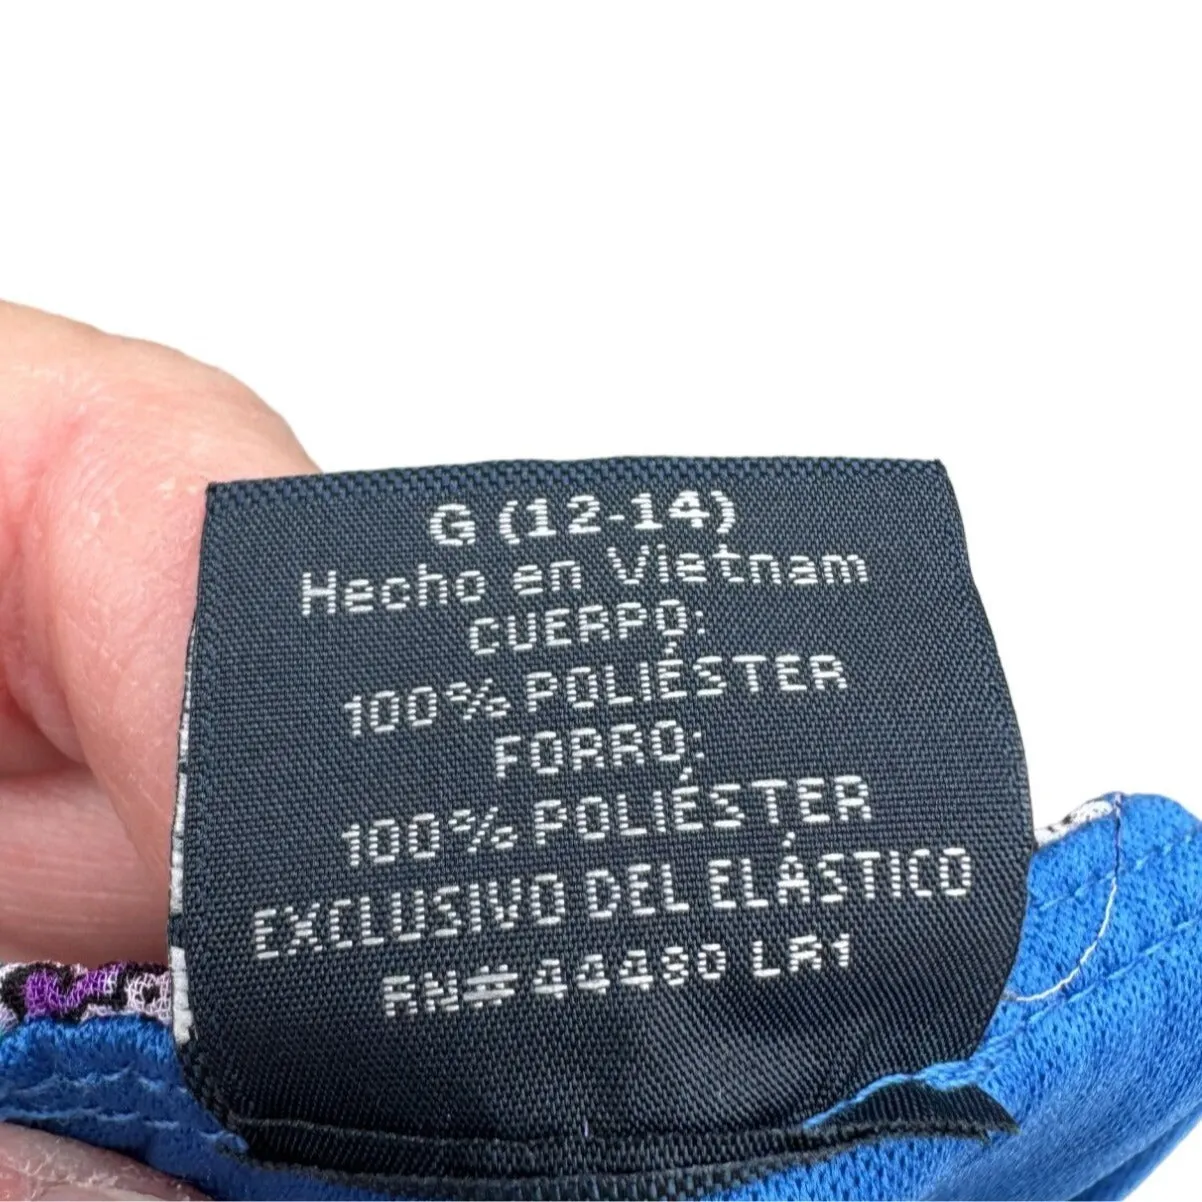 G (12-14)
Hecho en Vietnam
CUERPO:
100% POLIÉSTER
FORRO:
100% POLIÉSTER
EXCLUSIVO DEL ELÁSTICO
RN#44480 LR1